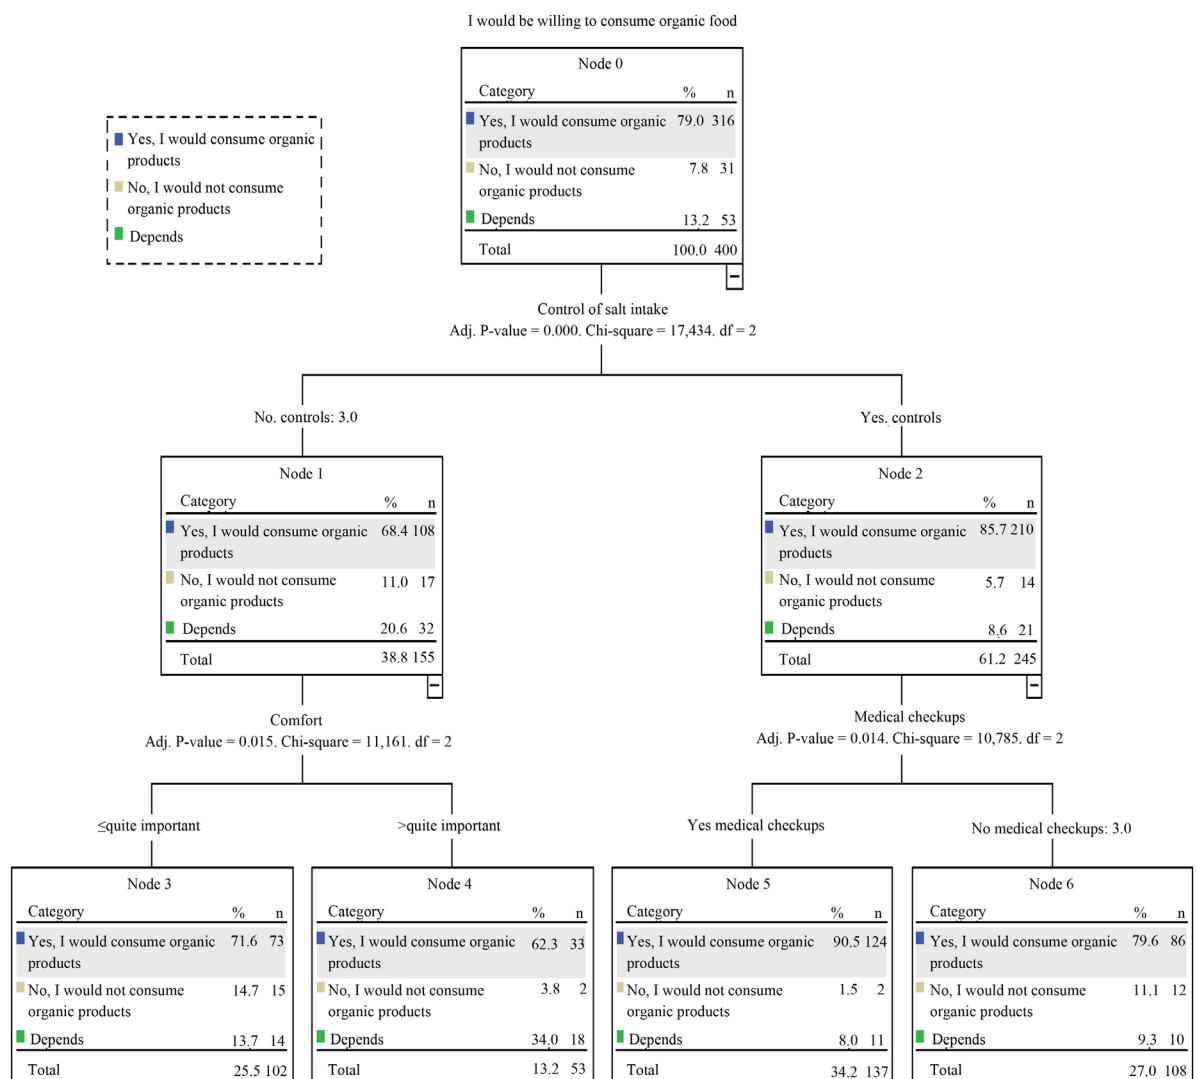 I would be willing to consume organic food
Node 0
Category % n
Yes, I would consume organic 79.0 316
products
No, I would not consume 7.8 31
organic products
Depends 13.2 53
Total 100.0 400
Yes, I would consume organic
products
No, I would not consume
organic products
Depends
Control of salt intake
Adj. P-value = 0.000. Chi-square = 17,434. df = 2
No. controls: 3.0
Yes. controls
Node 1
Category % n
Yes, I would consume organic 68.4 108
products
No, I would not consume 11.0 17
organic products
Depends 20.6 32
Total 38.8 155
Node 2
Category % n
Yes, I would consume organic 85.7 210
products
No, I would not consume 5.7 14
organic products
Depends 8.6 21
Total 61.2 245
Comfort
Adj. P-value = 0.015. Chi-square = 11,161. df = 2
Medical checkups
Adj. P-value = 0.014. Chi-square = 10,785. df = 2
≤quite important
>quite important
Yes medical checkups
No medical checkups: 3.0
Node 3
Category % n
Yes, I would consume organic 71.6 73
products
No, I would not consume 14.7 15
organic products
Depends 13.7 14
Total 25.5 102
Node 4
Category % n
Yes, I would consume organic 62.3 33
products
No, I would not consume 3.8 2
organic products
Depends 34.0 18
Total 13.2 53
Node 5
Category % n
Yes, I would consume organic 90.5 124
products
No, I would not consume 1.5 2
organic products
Depends 8.0 11
Total 34.2 137
Node 6
Category % n
Yes, I would consume organic 79.6 86
products
No, I would not consume 11.1 12
organic products
Depends 9.3 10
Total 27.0 108